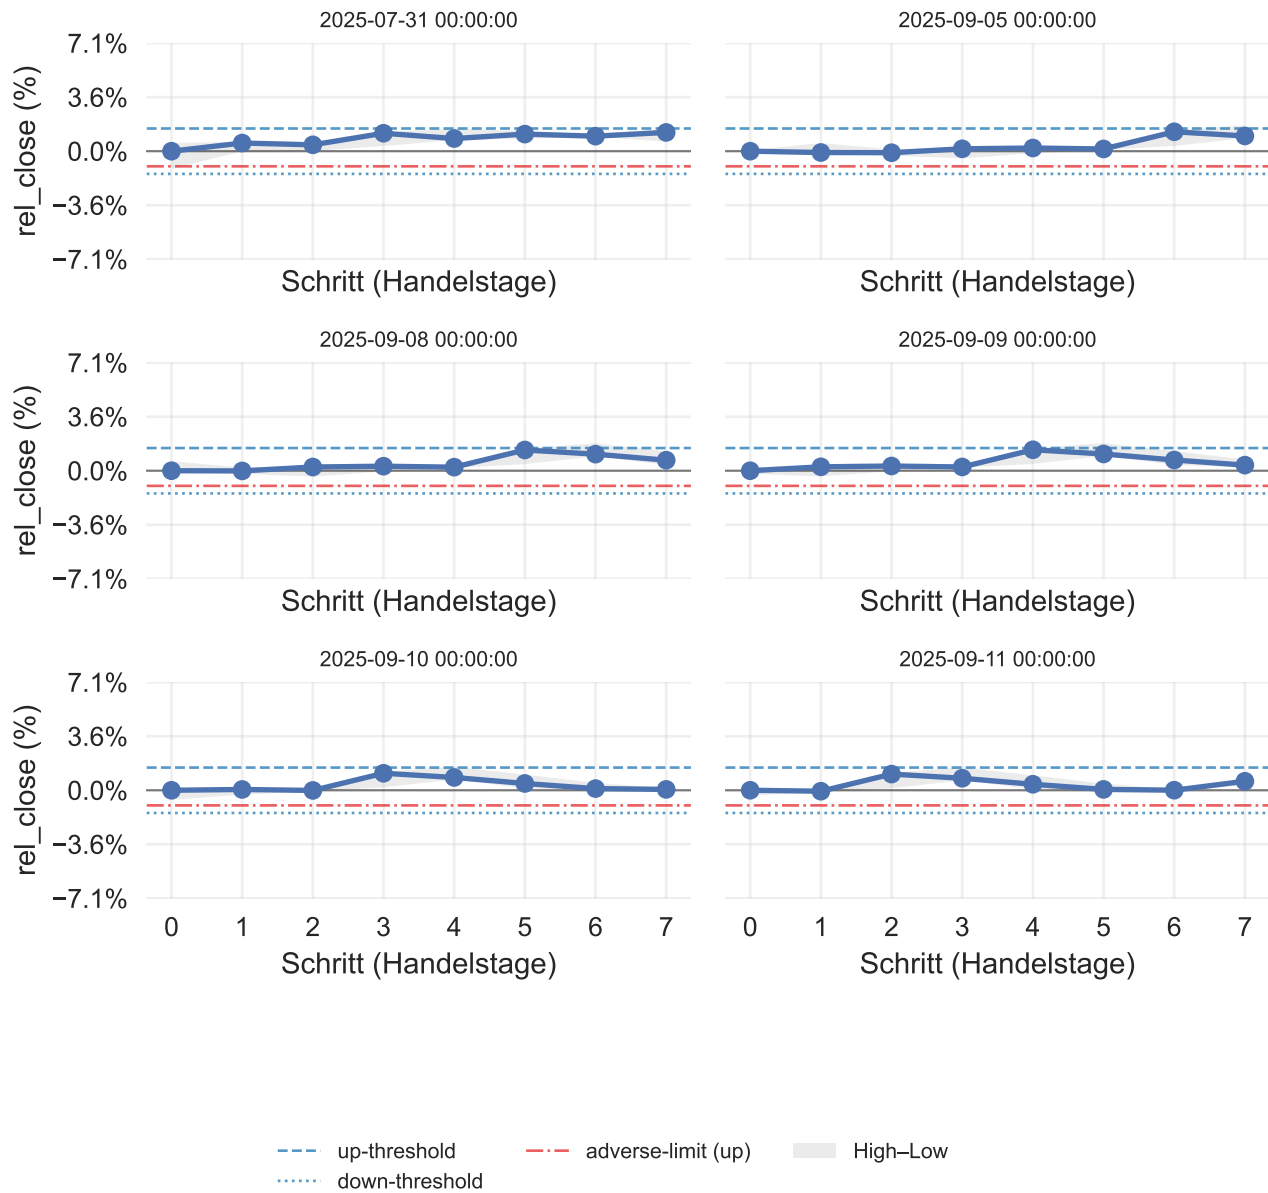 2025-07-31 00:00:00
2025-09-05 00:00:00
7.1%
3.6%
0.0%
−3.6%
−7.1%
rel_close (%)
Schritt (Handelstage)
Schritt (Handelstage)
2025-09-08 00:00:00
2025-09-09 00:00:00
7.1%
3.6%
0.0%
−3.6%
−7.1%
rel_close (%)
Schritt (Handelstage)
Schritt (Handelstage)
2025-09-10 00:00:00
2025-09-11 00:00:00
7.1%
3.6%
0.0%
−3.6%
−7.1%
rel_close (%)
0 1 2 3 4 5 6 7
0 1 2 3 4 5 6 7
Schritt (Handelstage)
Schritt (Handelstage)
up-threshold
down-threshold
adverse-limit (up)
High–Low